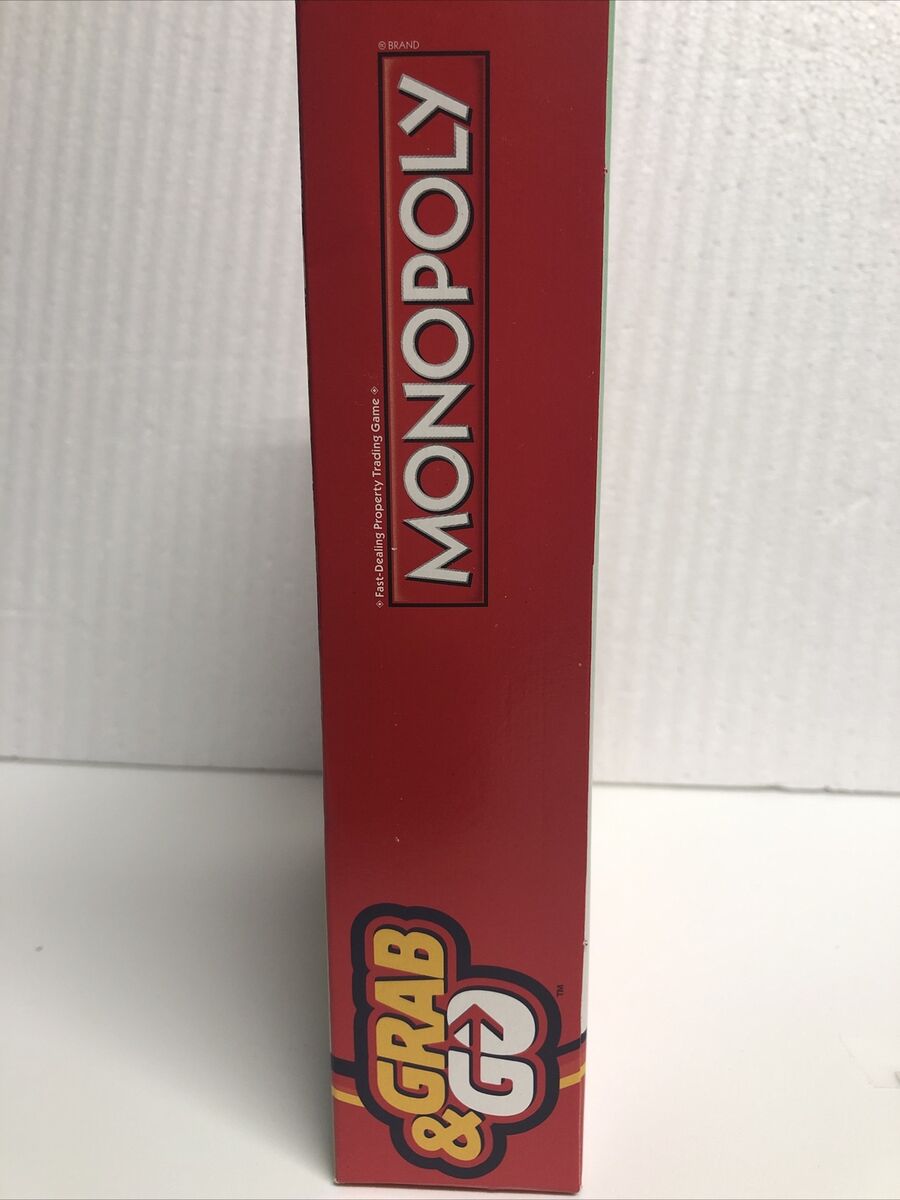 GRAB
& GO
™
◈ Fast-Dealing Property Trading Game ◈
® BRAND
MONOPOLY